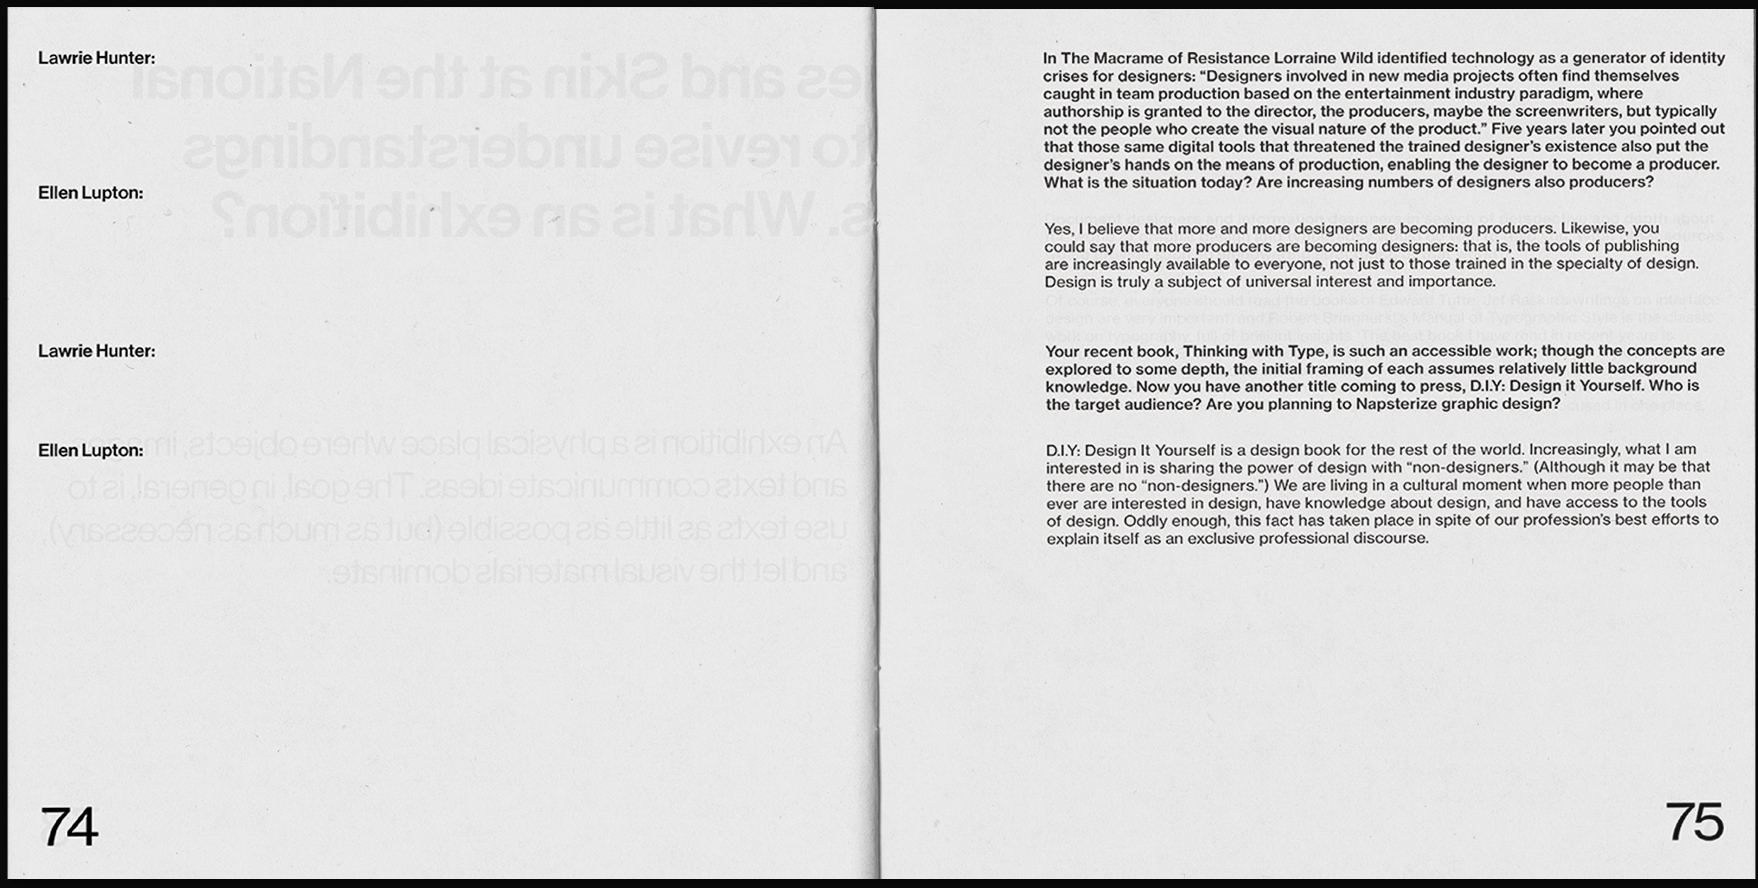 Lawrie Hunter:
Ellen Lupton:
Lawrie Hunter:
Ellen Lupton:
74
In The Macrame of Resistance Lorraine Wild identified technology as a generator of identity
crises for designers: “Designers involved in new media projects often find themselves
caught in team production based on the entertainment industry paradigm, where
authorship is granted to the director, the producers, maybe the screenwriters, but typically
not the people who create the visual nature of the product.” Five years later you pointed out
that those same digital tools that threatened the trained designer’s existence also put the
designer’s hands on the means of production, enabling the designer to become a producer.
What is the situation today? Are increasing numbers of designers also producers?
Yes, I believe that more and more designers are becoming producers. Likewise, you
could say that more producers are becoming designers: that is, the tools of publishing
are increasingly available to everyone, not just to those trained in the specialty of design.
Design is truly a subject of universal interest and importance.
Your recent book, Thinking with Type, is such an accessible work; though the concepts are
explored to some depth, the initial framing of each assumes relatively little background
knowledge. Now you have another title coming to press, D.I.Y: Design it Yourself. Who is
the target audience? Are you planning to Napsterize graphic design?
D.I.Y: Design It Yourself is a design book for the rest of the world. Increasingly, what I am
interested in is sharing the power of design with “non-designers.” (Although it may be that
there are no “non-designers.”) We are living in a cultural moment when more people than
ever are interested in design, have knowledge about design, and have access to the tools
of design. Oddly enough, this fact has taken place in spite of our profession’s best efforts to
explain itself as an exclusive professional discourse.
75